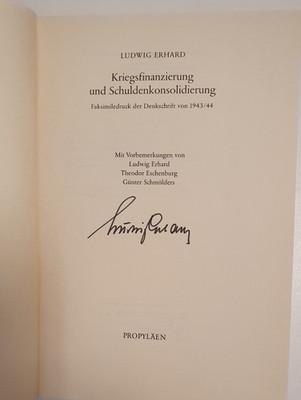 LUDWIG ERHARD
Kriegsfinanzierung
und Schuldenkonsolidierung
Faksimiledruck der Denkschrift von 1943/44
Mit Vorbemerkungen von
Ludwig Erhard
Theodor Eschenburg
Günter Schmölders
PROPYLÄEN